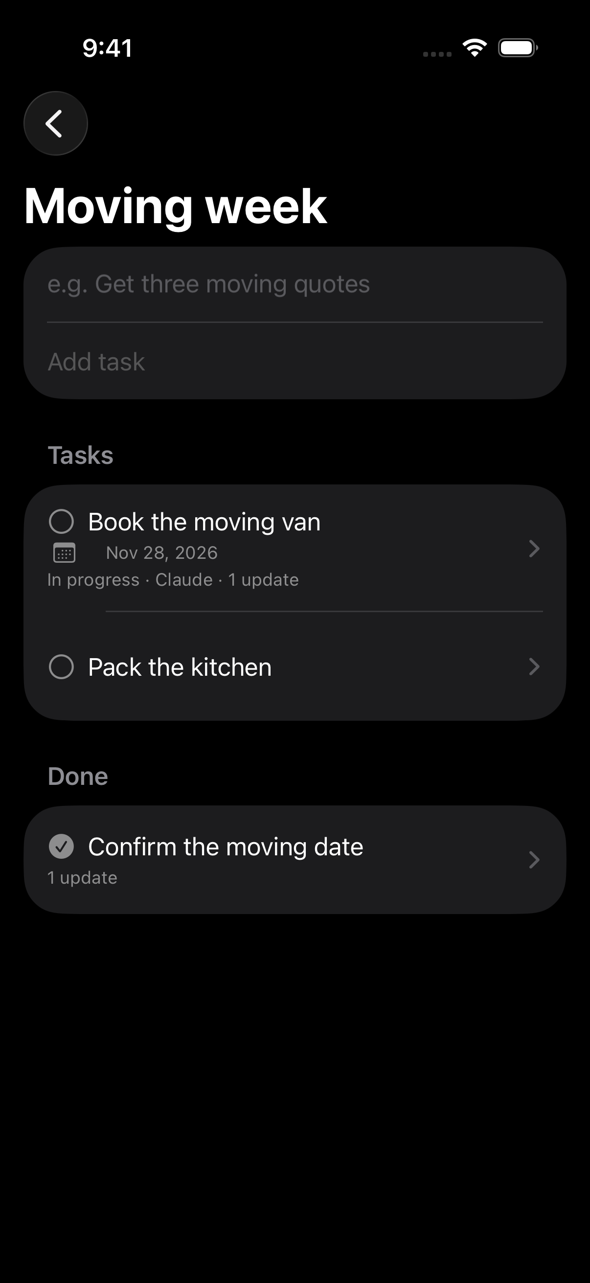 9:41
Moving week
e.g. Get three moving quotes
Add task
Tasks
Book the moving van
Nov 28, 2026
In progress · Claude · 1 update
Pack the kitchen
Done
Confirm the moving date
1 update